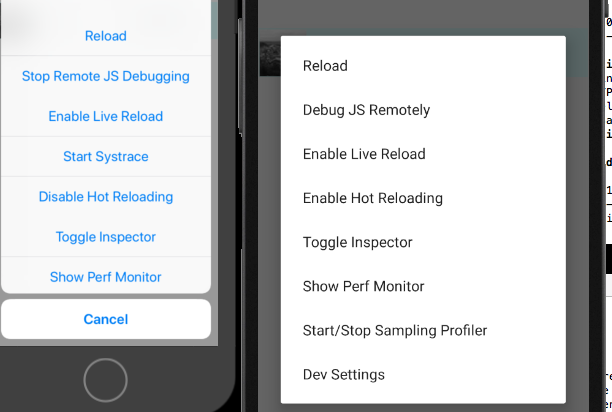 Reload
Stop Remote JS Debugging
Enable Live Reload
Start Systrace
Disable Hot Reloading
Toggle Inspector
Show Perf Monitor
Cancel
Reload
Debug JS Remotely
Enable Live Reload
Enable Hot Reloading
Toggle Inspector
Show Perf Monitor
Start/Stop Sampling Profiler
Dev Settings